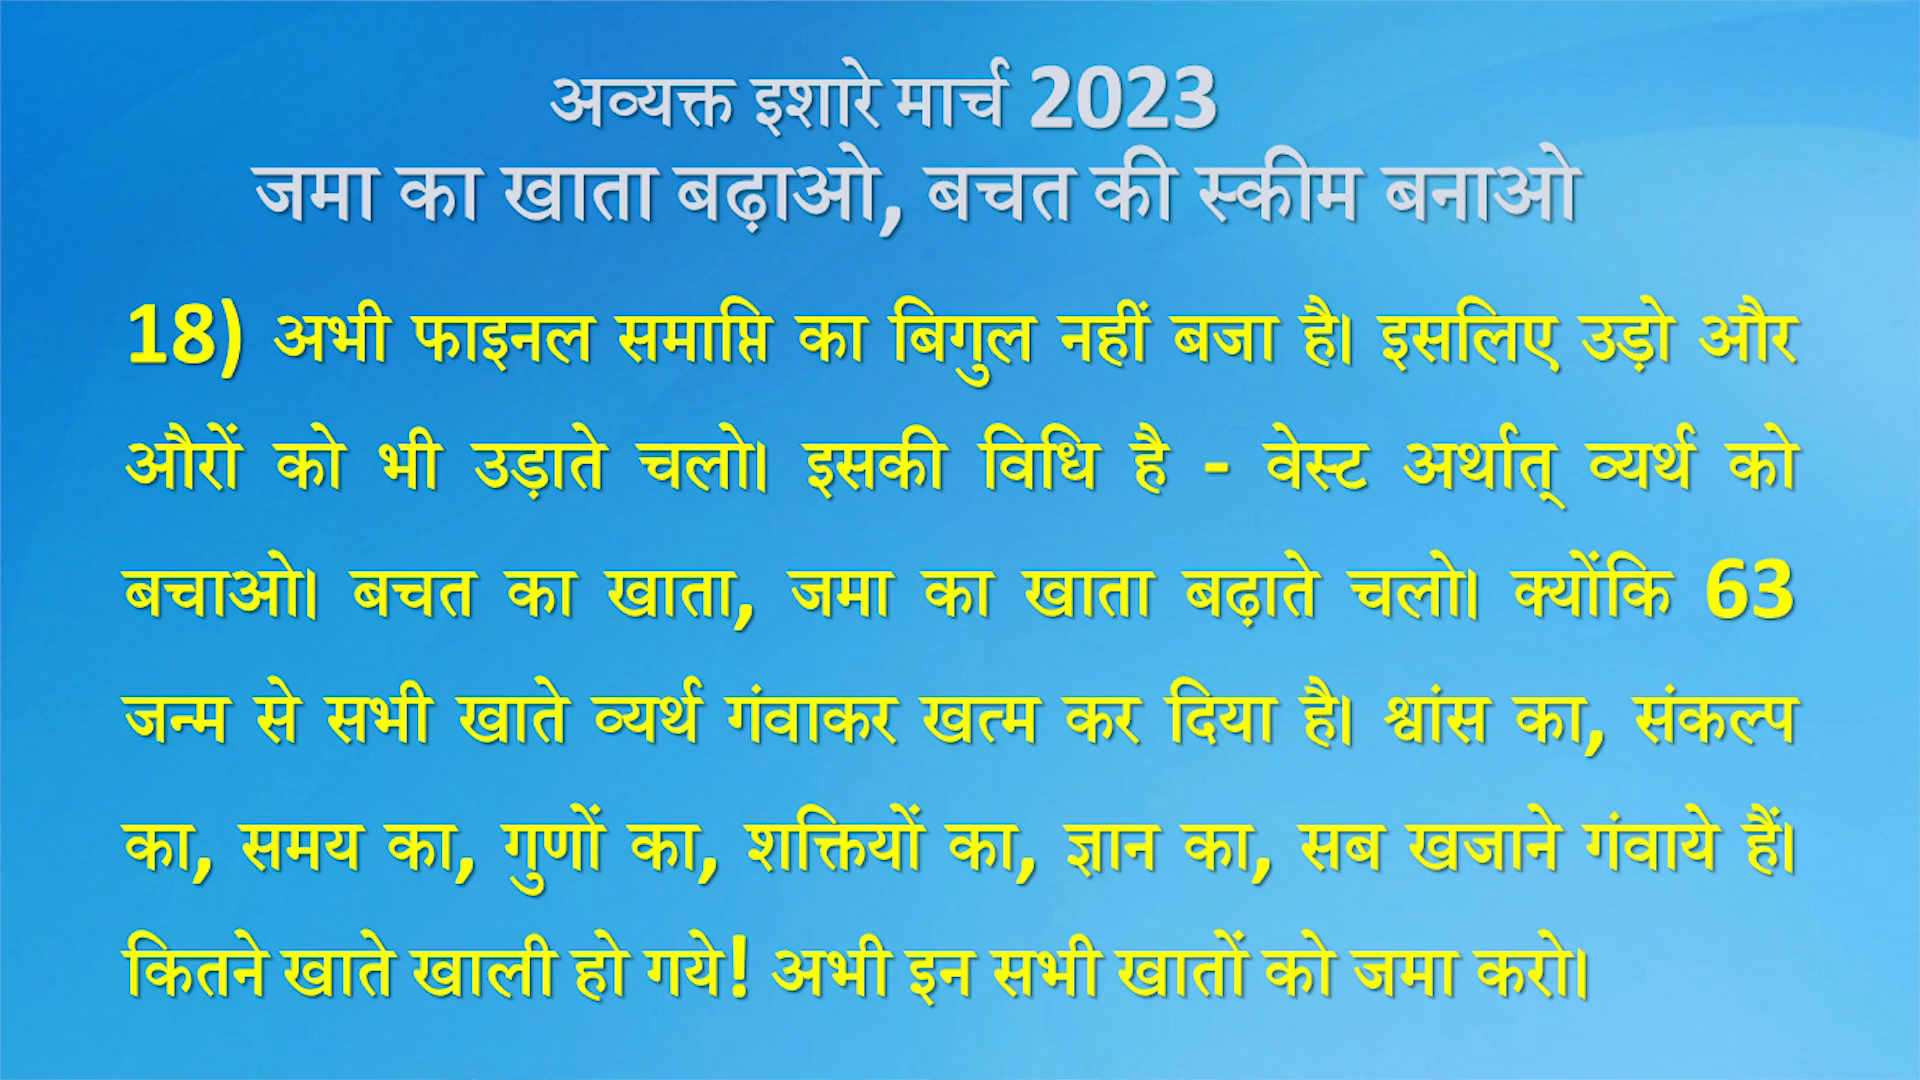 अव्यक्त इशारे मार्च 2023
जमा का खाता बढ़ाओ, बचत की स्कीम बनाओ
18) अभी फाइनल समाप्ति का बिगुल नहीं बजा है। इसलिए उड़ो और
औरों को भी उड़ाते चलो। इसकी विधि है - वेस्ट अर्थात् व्यर्थ को
बचाओ। बचत का खाता, जमा का खाता बढ़ाते चलो। क्योंकि 63
जन्म से सभी खाते व्यर्थ गंवाकर खत्म कर दिया है। श्वांस का, संकल्प
का, समय का, गुणों का, शक्तियों का, ज्ञान का, सब खजाने गंवाये हैं।
कितने खाते खाली हो गये! अभी इन सभी खातों को जमा करो।